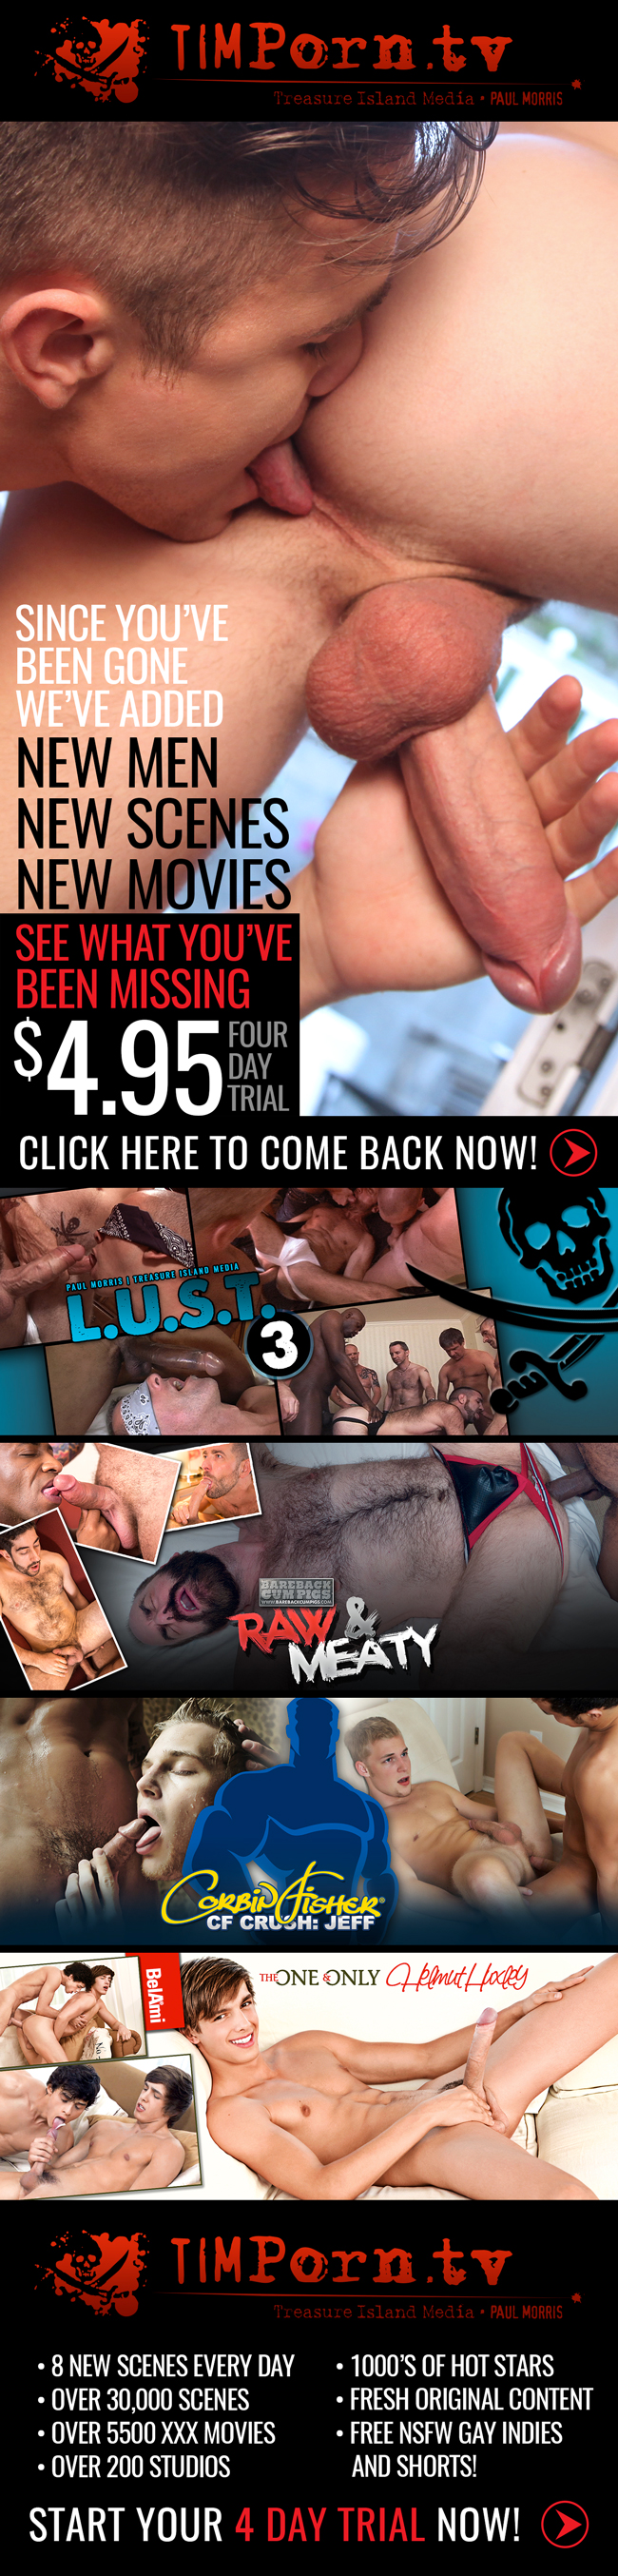 TIMPorn.tv
Treasure Island Media • PAUL MORRIS
SINCE YOU'VE
BEEN GONE
WE'VE ADDED
NEW MEN
NEW SCENES
NEW MOVIES
SEE WHAT YOU'VE
BEEN MISSING
$4.95 FOUR
DAY
TRIAL
CLICK HERE TO COME BACK NOW!
PAUL MORRIS | TREASURE ISLAND MEDIA
L.U.S.T.
3
BAREBACK
CUM PIGS
WWW.BAREBACKCUMPIGS.COM
RAW &
MEATY
CORBIN FISHER®
CF CRUSH: JEFF
BelAmi
THE ONE & ONLY Helmut Huxley
TIMPorn.tv
Treasure Island Media • PAUL MORRIS
• 8 NEW SCENES EVERY DAY
• OVER 30,000 SCENES
• OVER 5500 XXX MOVIES
• OVER 200 STUDIOS
• 1000'S OF HOT STARS
• FRESH ORIGINAL CONTENT
• FREE NSFW GAY INDIES
AND SHORTS!
START YOUR 4 DAY TRIAL NOW!